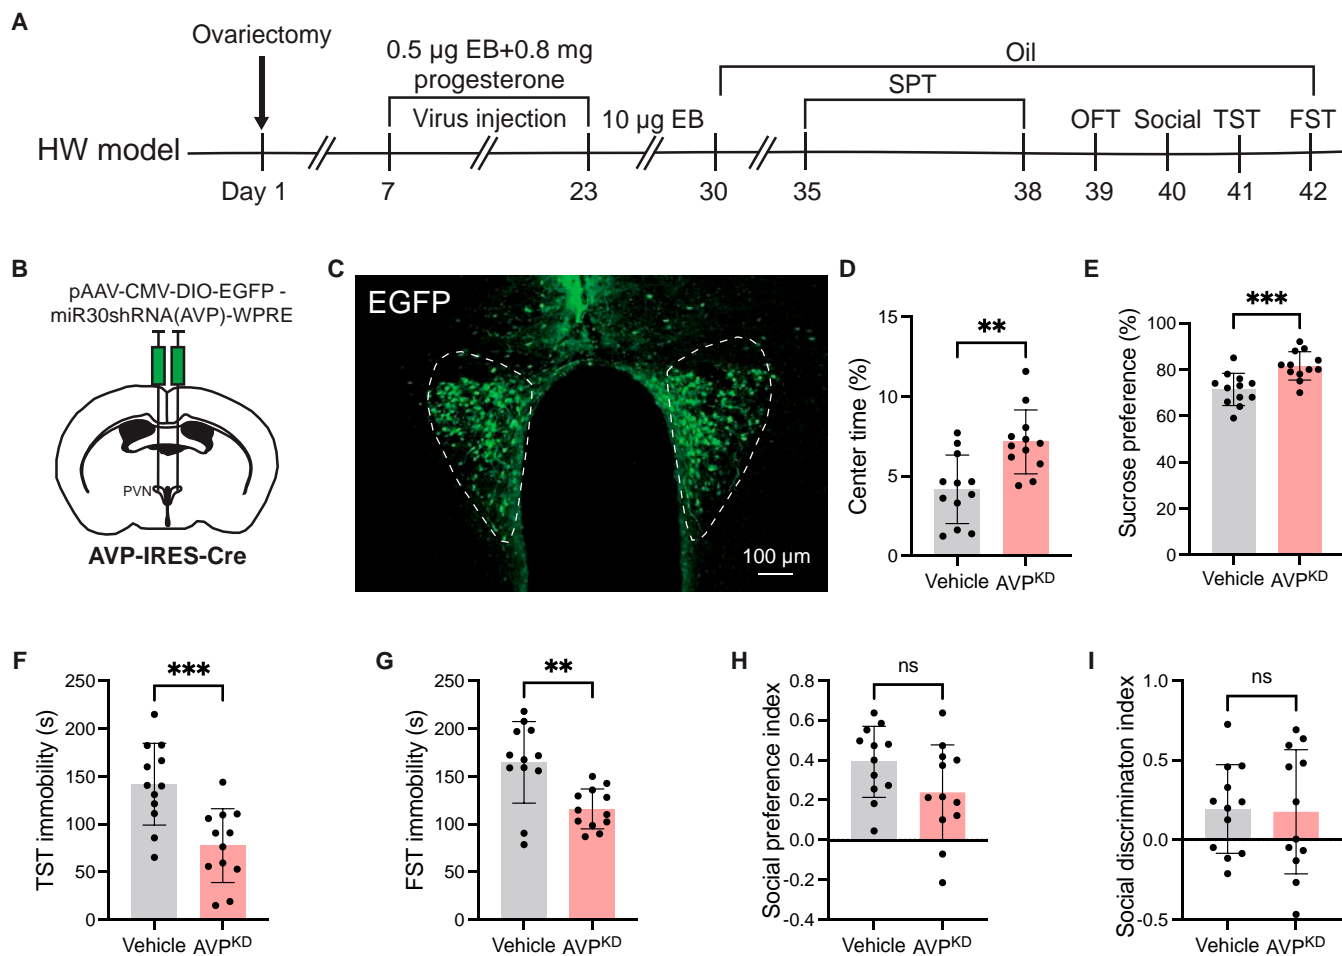 A
Ovariectomy
0.5 µg EB+0.8 mg
progesterone
Oil
SPT
Virus injection
10 µg EB
OFT Social TST FST
HW model
Day 1 7 23 30 35 38 39 40 41 42
B
pAAV-CMV-DIO-EGFP -
miR30shRNA(AVP)-WPRE
PVN
AVP-IRES-Cre
C
EGFP
100 µm
D
**
Center time (%)
15
10
5
0
Vehicle AVPKD
E
***
Sucrose preference (%)
100
80
60
40
20
0
Vehicle AVPKD
F
***
TST immobility (s)
250
200
150
100
50
0
Vehicle AVPKD
G
**
FST immobility (s)
250
200
150
100
50
0
Vehicle AVPKD
H
ns
Social preference index
0.8
0.6
0.4
0.2
0.0
-0.2
-0.4
Vehicle AVPKD
I
ns
Social discriminaton index
1.0
0.5
0.0
-0.5
Vehicle AVPKD